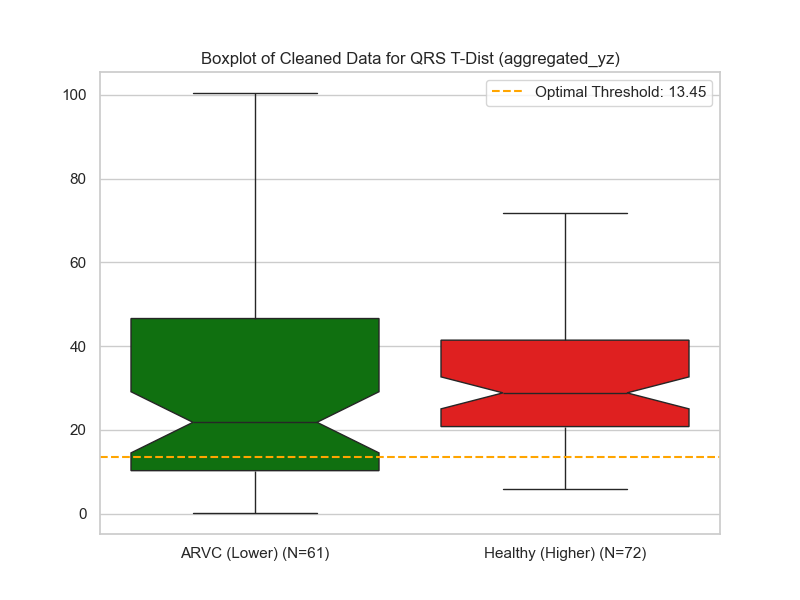 Boxplot of Cleaned Data for QRS T-Dist (aggregated_yz)
Optimal Threshold: 13.45
100
80
60
40
20
0
ARVC (Lower) (N=61)
Healthy (Higher) (N=72)